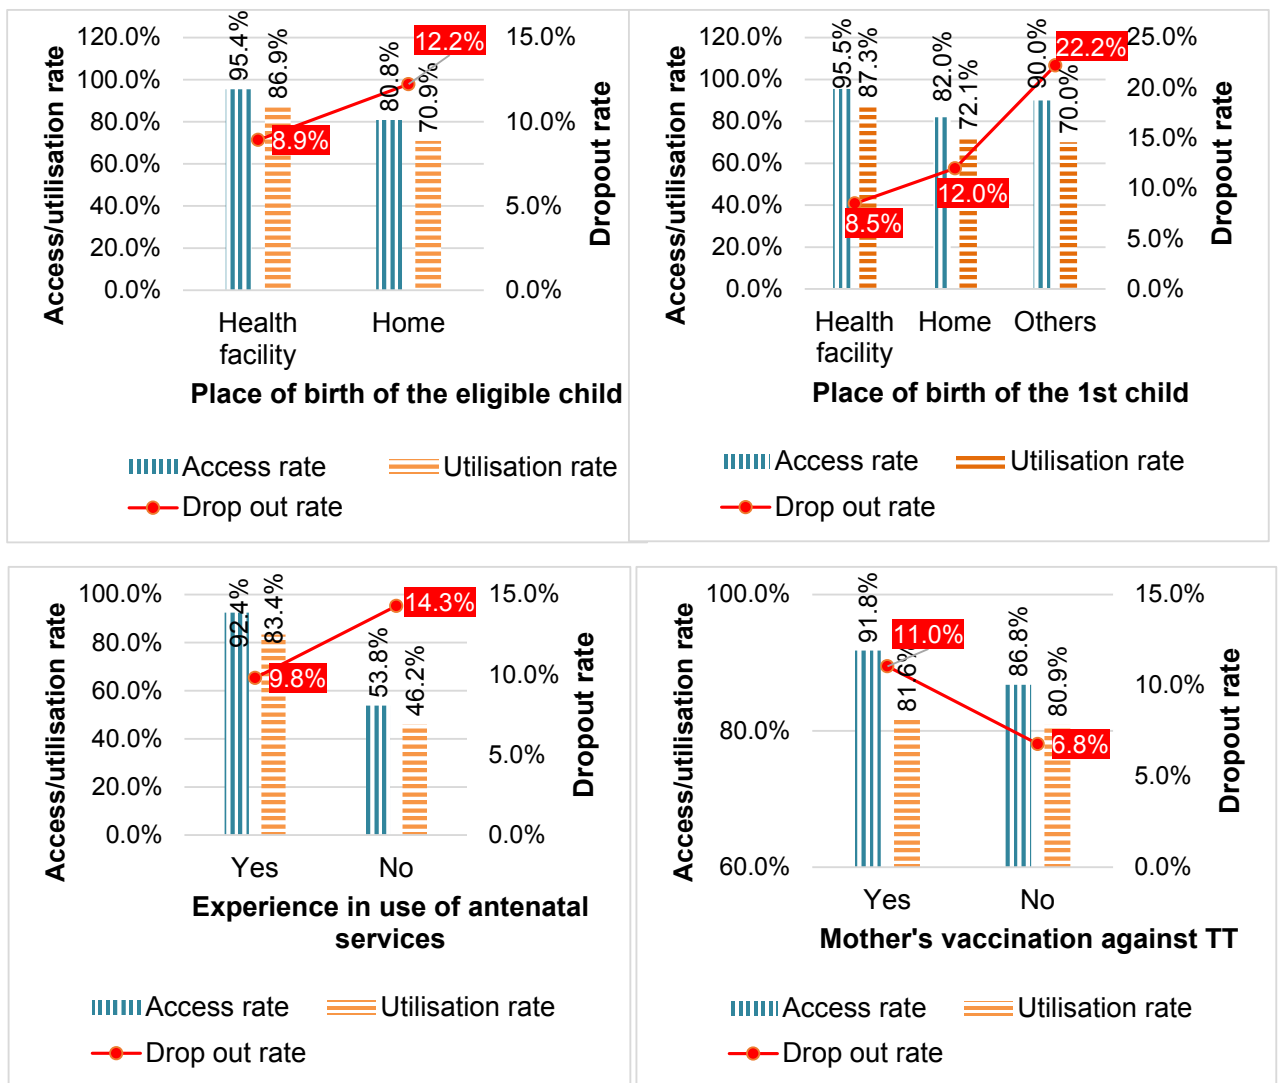 120.0%
100.0%
80.0%
60.0%
40.0%
20.0%
0.0%
Access/utilisation rate
95.4%
86.9%
80.8%
70.9%
8.9%
12.2%
15.0%
10.0%
5.0%
0.0%
Dropout rate
Health
facility
Home
Place of birth of the eligible child
Access rate
Utilisation rate
Drop out rate
120.0%
100.0%
80.0%
60.0%
40.0%
20.0%
0.0%
Access/utilisation rate
95.5%
87.3%
82.0%
72.1%
90.0%
70.0%
8.5%
12.0%
22.2%
25.0%
20.0%
15.0%
10.0%
5.0%
0.0%
Dropout rate
Health
facility
Home
Others
Place of birth of the 1st child
Access rate
Utilisation rate
Drop out rate
100.0%
80.0%
60.0%
40.0%
20.0%
0.0%
Access/utilisation rate
92.4%
83.4%
53.8%
46.2%
9.8%
14.3%
15.0%
10.0%
5.0%
0.0%
Dropout rate
Yes
No
Experience in use of antenatal
services
Access rate
Utilisation rate
Drop out rate
100.0%
80.0%
60.0%
Access/utilisation rate
91.8%
81.6%
86.8%
80.9%
11.0%
6.8%
15.0%
10.0%
5.0%
0.0%
Dropout rate
Yes
No
Mother's vaccination against TT
Access rate
Utilisation rate
Drop out rate